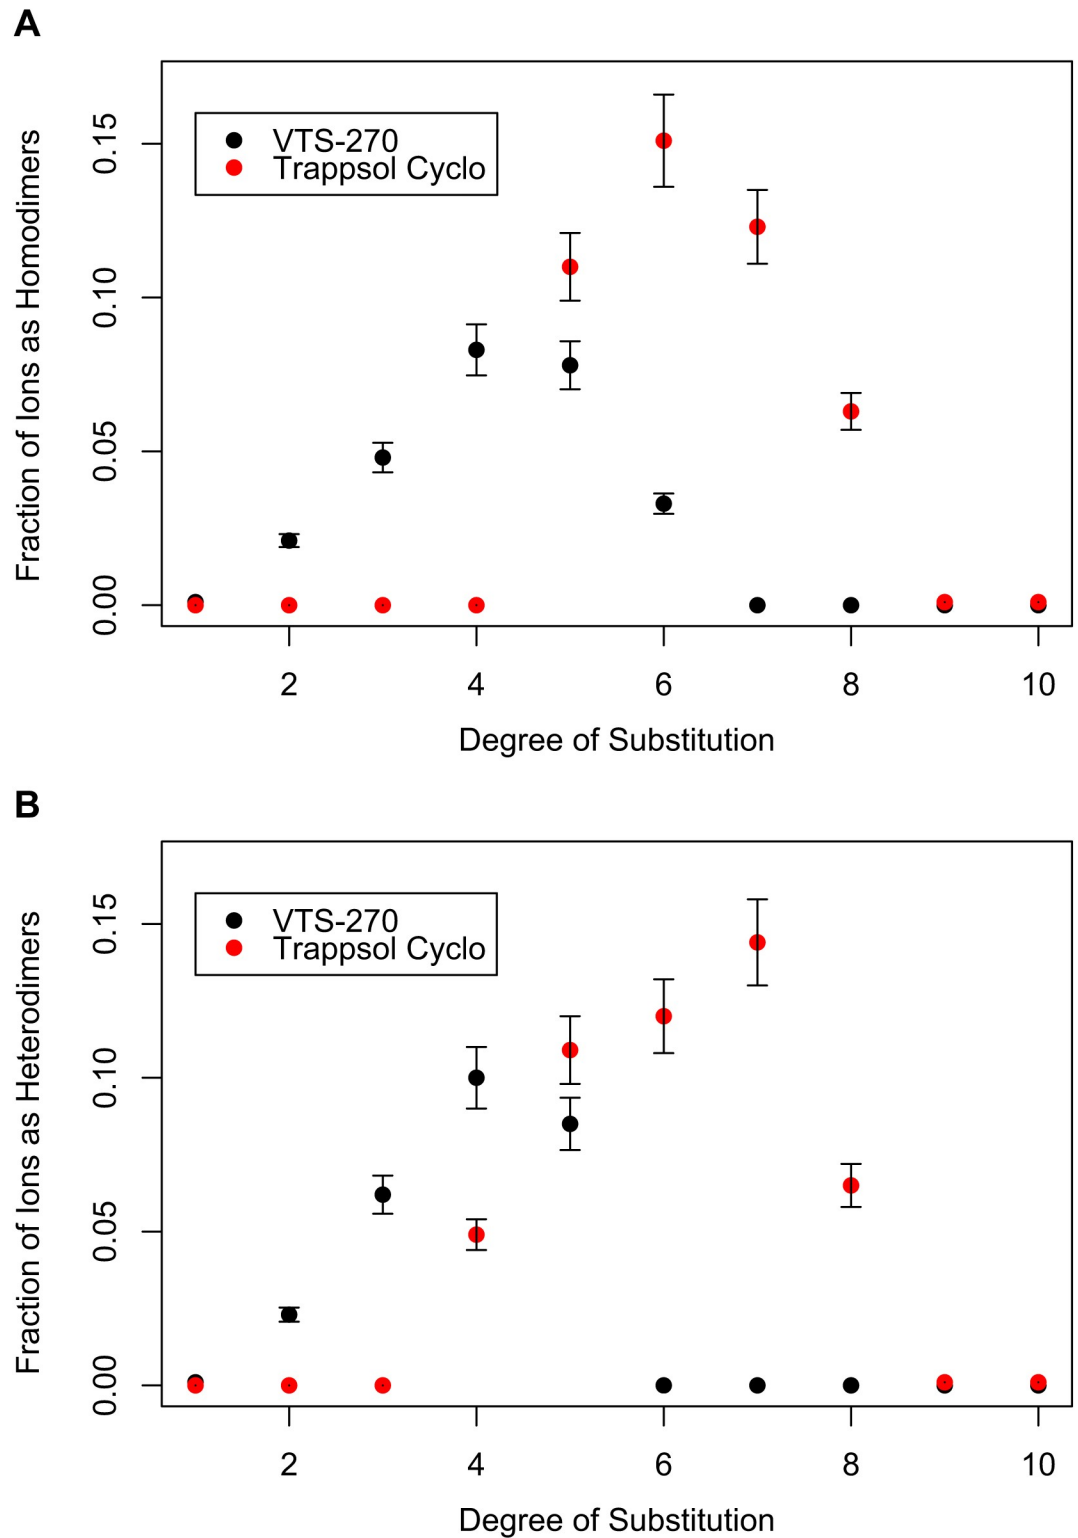 A
Fraction of Ions as Homodimers
0.15
0.10
0.05
0.00
VTS-270
Trappsol Cyclo
2 4 6 8 10
Degree of Substitution
B
Fraction of Ions as Heterodimers
0.15
0.10
0.05
0.00
VTS-270
Trappsol Cyclo
2 4 6 8 10
Degree of Substitution